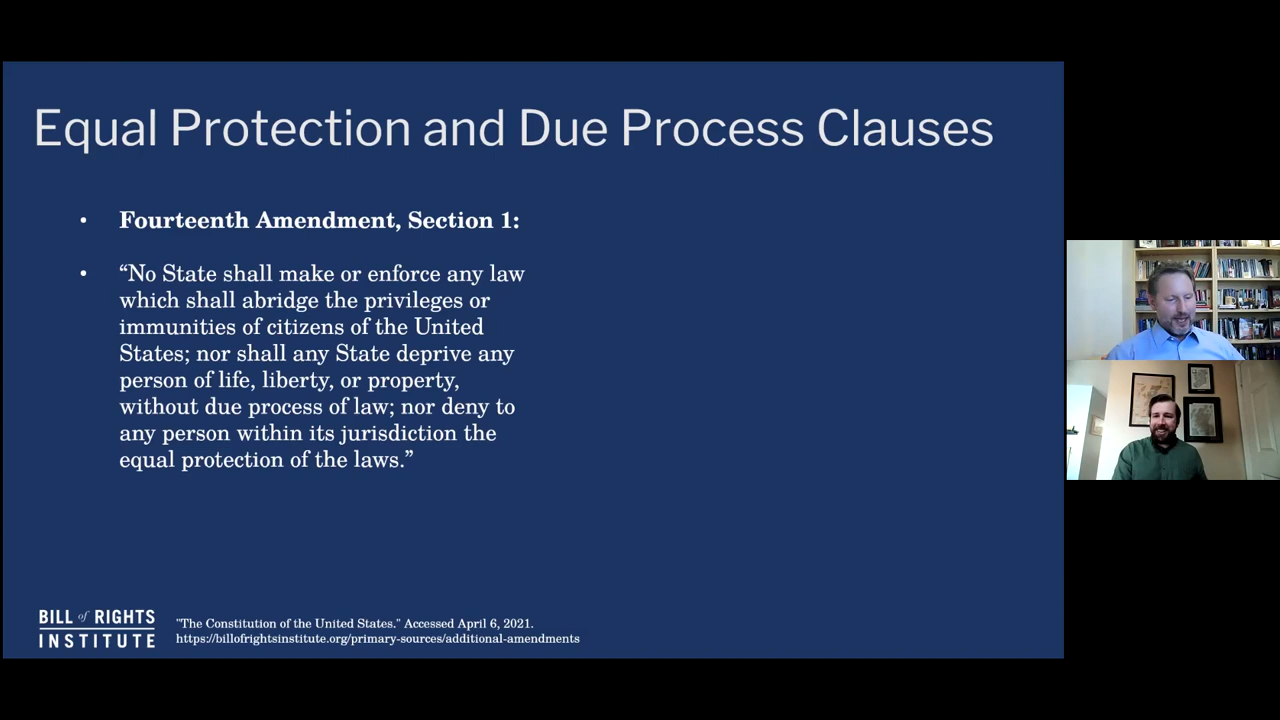 Equal Protection and Due Process Clauses
• Fourteenth Amendment, Section 1:
• “No State shall make or enforce any law
which shall abridge the privileges or
immunities of citizens of the United
States; nor shall any State deprive any
person of life, liberty, or property,
without due process of law; nor deny to
any person within its jurisdiction the
equal protection of the laws.”
BILL of RIGHTS
INSTITUTE
"The Constitution of the United States." Accessed April 6, 2021.
https://billofrightsinstitute.org/primary-sources/additional-amendments